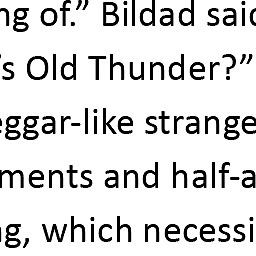 ng of.” Bildad said
’s Old Thunder?”
eggar-like strange
ments and half-a
ng, which necessi